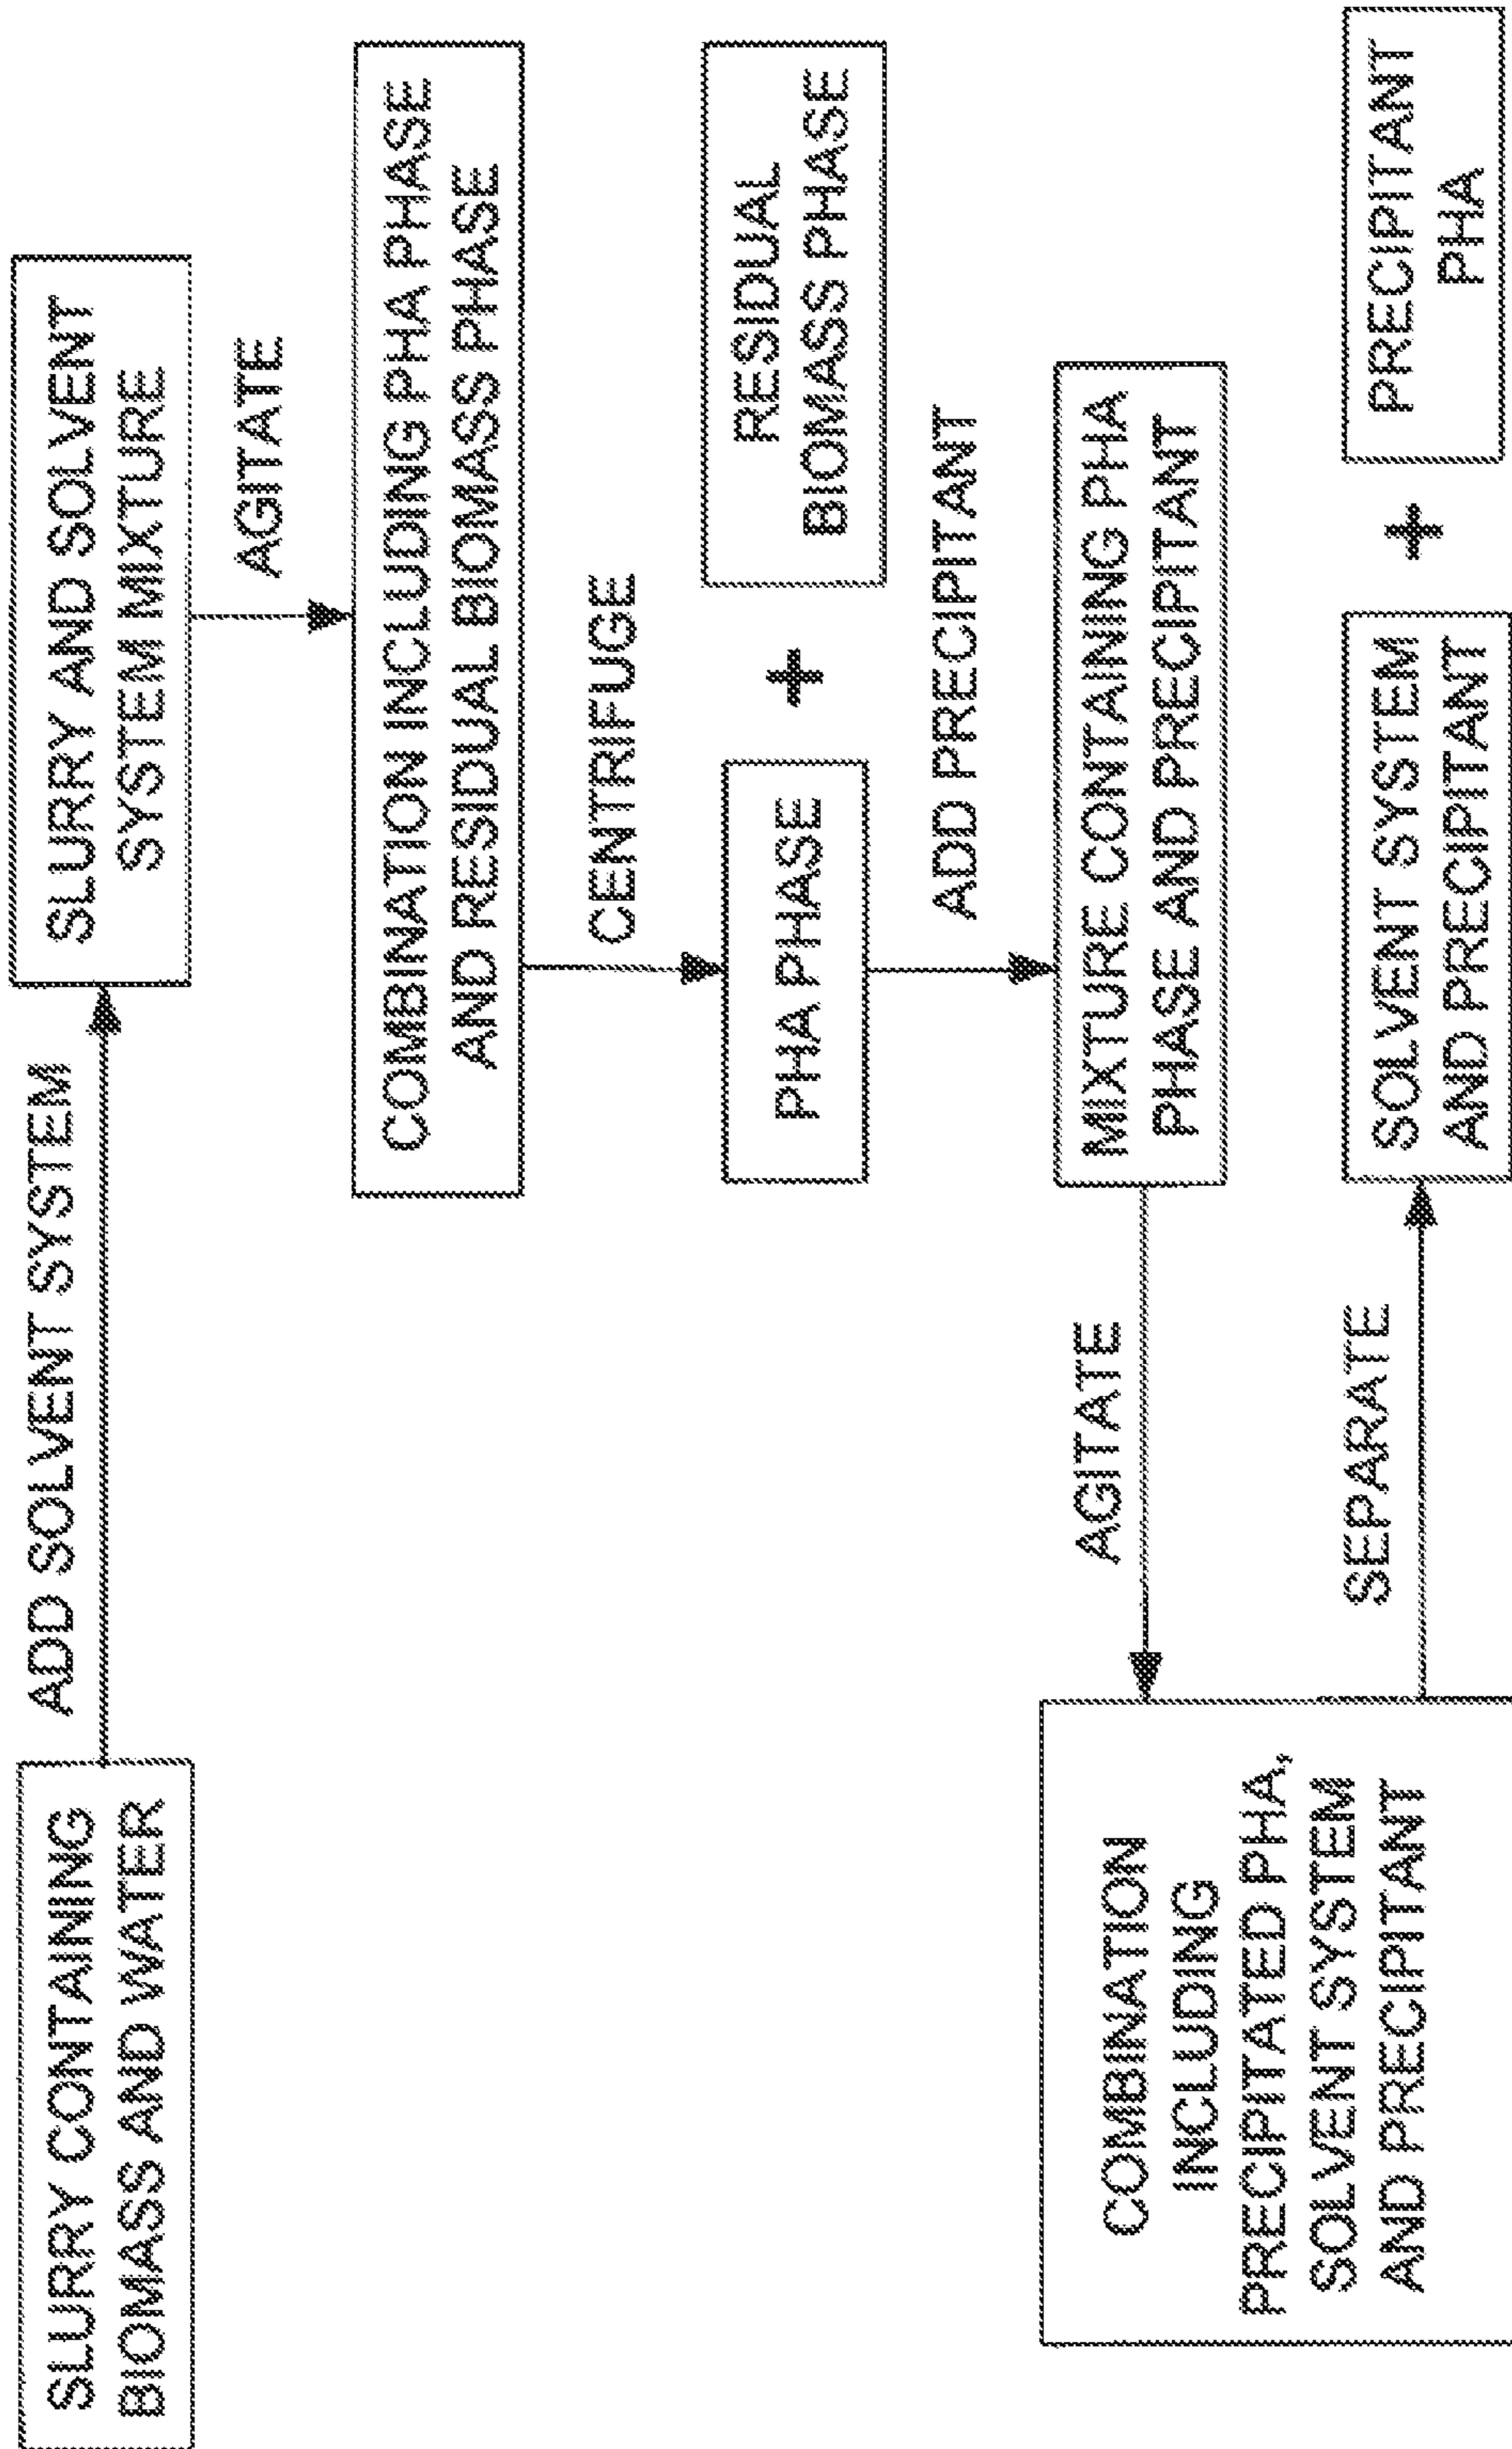 SLURRY CONTAINING
BIOMASS AND WATER
ADD SOLVENT SYSTEM
SLURRY AND SOLVENT
SYSTEM MIXTURE
AGITATE
COMBINATION INCLUDING PHA PHASE
AND RESIDUAL BIOMASS PHASE
CENTRIFUGE
PHA PHASE
+
RESIDUAL
BIOMASS PHASE
ADD PRECIPITANT
MIXTURE CONTAINING PHA
PHASE AND PRECIPITANT
AGITATE
COMBINATION
INCLUDING
PRECIPITATED PHA,
SOLVENT SYSTEM
AND PRECIPITANT
SEPARATE
SOLVENT SYSTEM
AND PRECIPITANT
+
PRECIPITANT
PHA